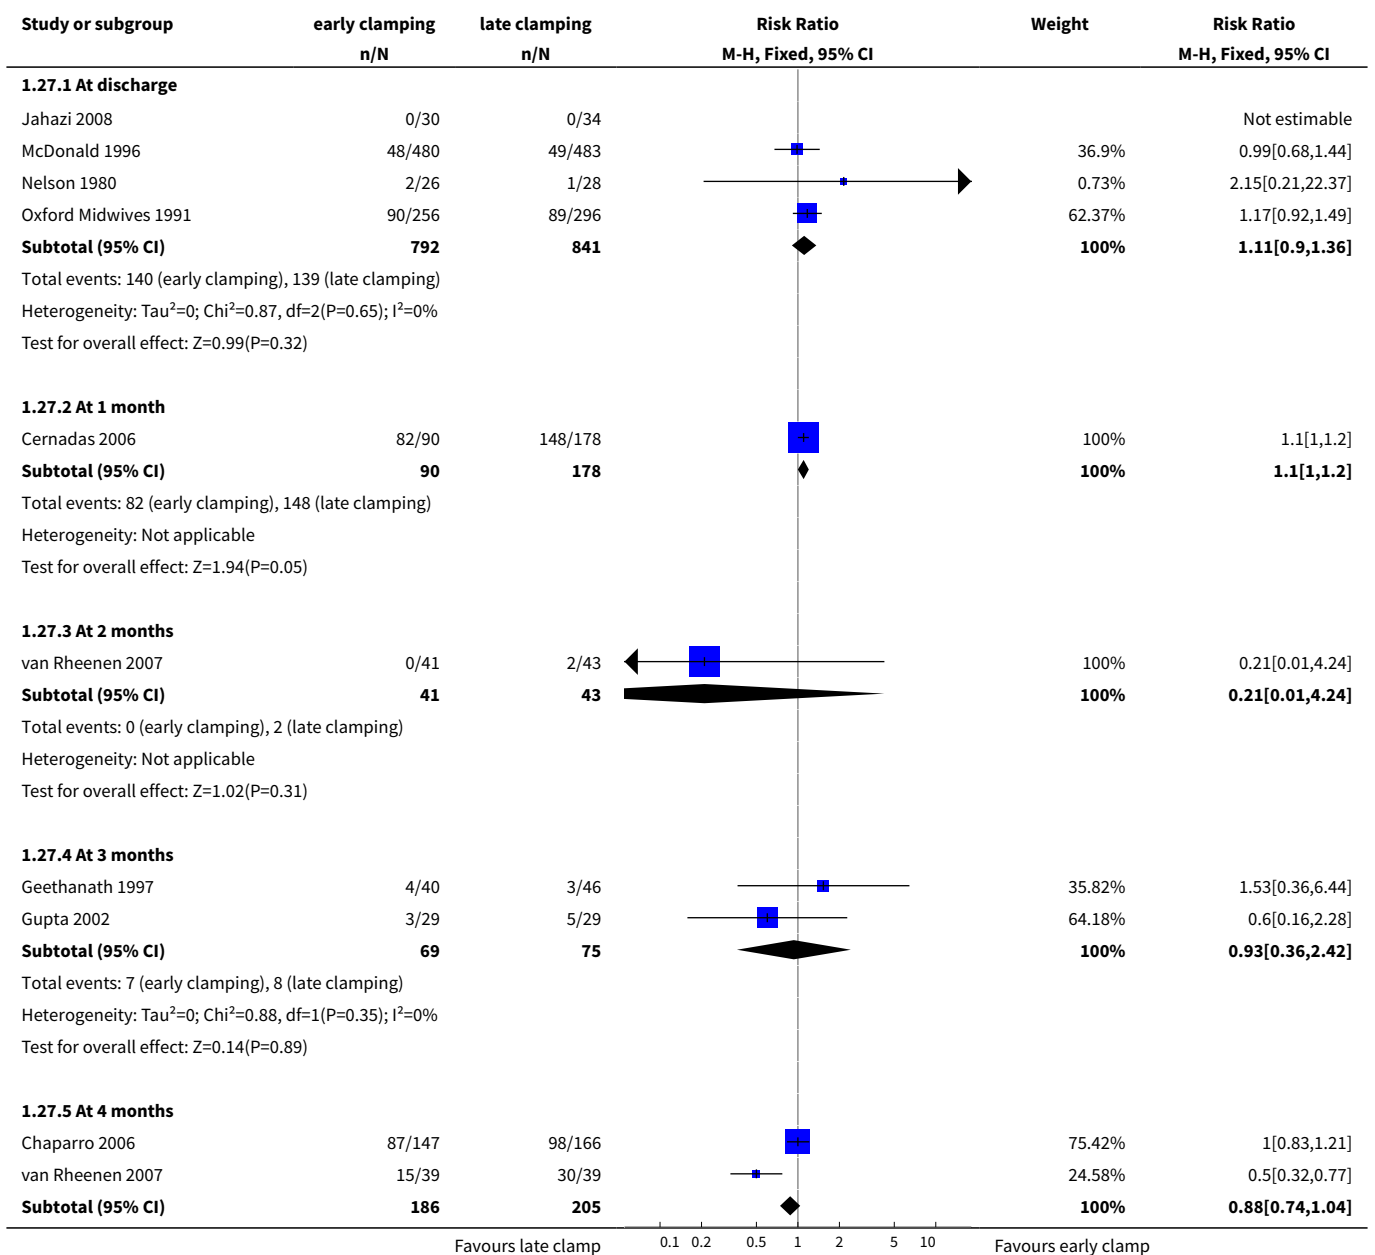 Study or subgroup early clamping late clamping Risk Ratio Weight Risk Ratio
n/N n/N M-H, Fixed, 95% CI M-H, Fixed, 95% CI
1.27.1 At discharge
Jahazi 2008 0/30 0/34 Not estimable
McDonald 1996 48/480 49/483 36.9% 0.99[0.68,1.44]
Nelson 1980 2/26 1/28 0.73% 2.15[0.21,22.37]
Oxford Midwives 1991 90/256 89/296 62.37% 1.17[0.92,1.49]
Subtotal (95% CI) 792 841 100% 1.11[0.9,1.36]
Total events: 140 (early clamping), 139 (late clamping)
Heterogeneity: Tau²=0; Chi²=0.87, df=2(P=0.65); I²=0%
Test for overall effect: Z=0.99(P=0.32)
1.27.2 At 1 month
Cernadas 2006 82/90 148/178 100% 1.1[1,1.2]
Subtotal (95% CI) 90 178 100% 1.1[1,1.2]
Total events: 82 (early clamping), 148 (late clamping)
Heterogeneity: Not applicable
Test for overall effect: Z=1.94(P=0.05)
1.27.3 At 2 months
van Rheenen 2007 0/41 2/43 100% 0.21[0.01,4.24]
Subtotal (95% CI) 41 43 100% 0.21[0.01,4.24]
Total events: 0 (early clamping), 2 (late clamping)
Heterogeneity: Not applicable
Test for overall effect: Z=1.02(P=0.31)
1.27.4 At 3 months
Geethanath 1997 4/40 3/46 35.82% 1.53[0.36,6.44]
Gupta 2002 3/29 5/29 64.18% 0.6[0.16,2.28]
Subtotal (95% CI) 69 75 100% 0.93[0.36,2.42]
Total events: 7 (early clamping), 8 (late clamping)
Heterogeneity: Tau²=0; Chi²=0.88, df=1(P=0.35); I²=0%
Test for overall effect: Z=0.14(P=0.89)
1.27.5 At 4 months
Chaparro 2006 87/147 98/166 75.42% 1[0.83,1.21]
van Rheenen 2007 15/39 30/39 24.58% 0.5[0.32,0.77]
Subtotal (95% CI) 186 205 100% 0.88[0.74,1.04]
Favours late clamp 0.1 0.2 0.5 1 2 5 10 Favours early clamp